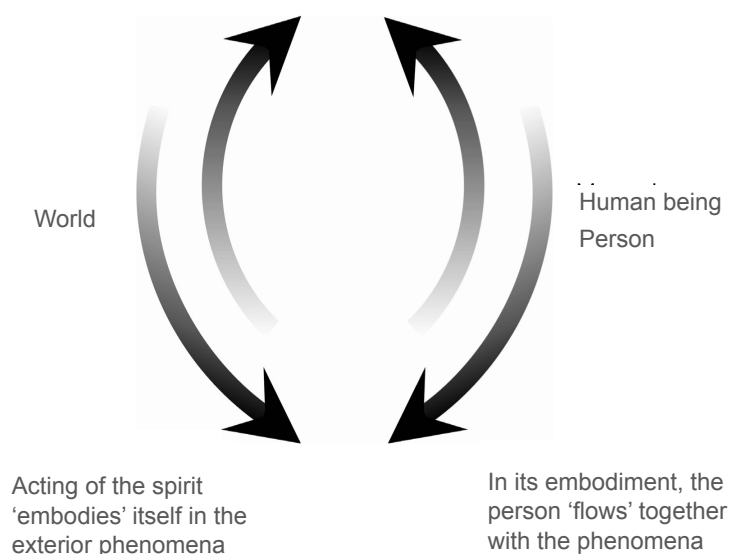 World
Human being
Person
Acting of the spirit
‘embodies’ itself in the
exterior phenomena
In its embodiment, the
person ‘flows’ together
with the phenomena